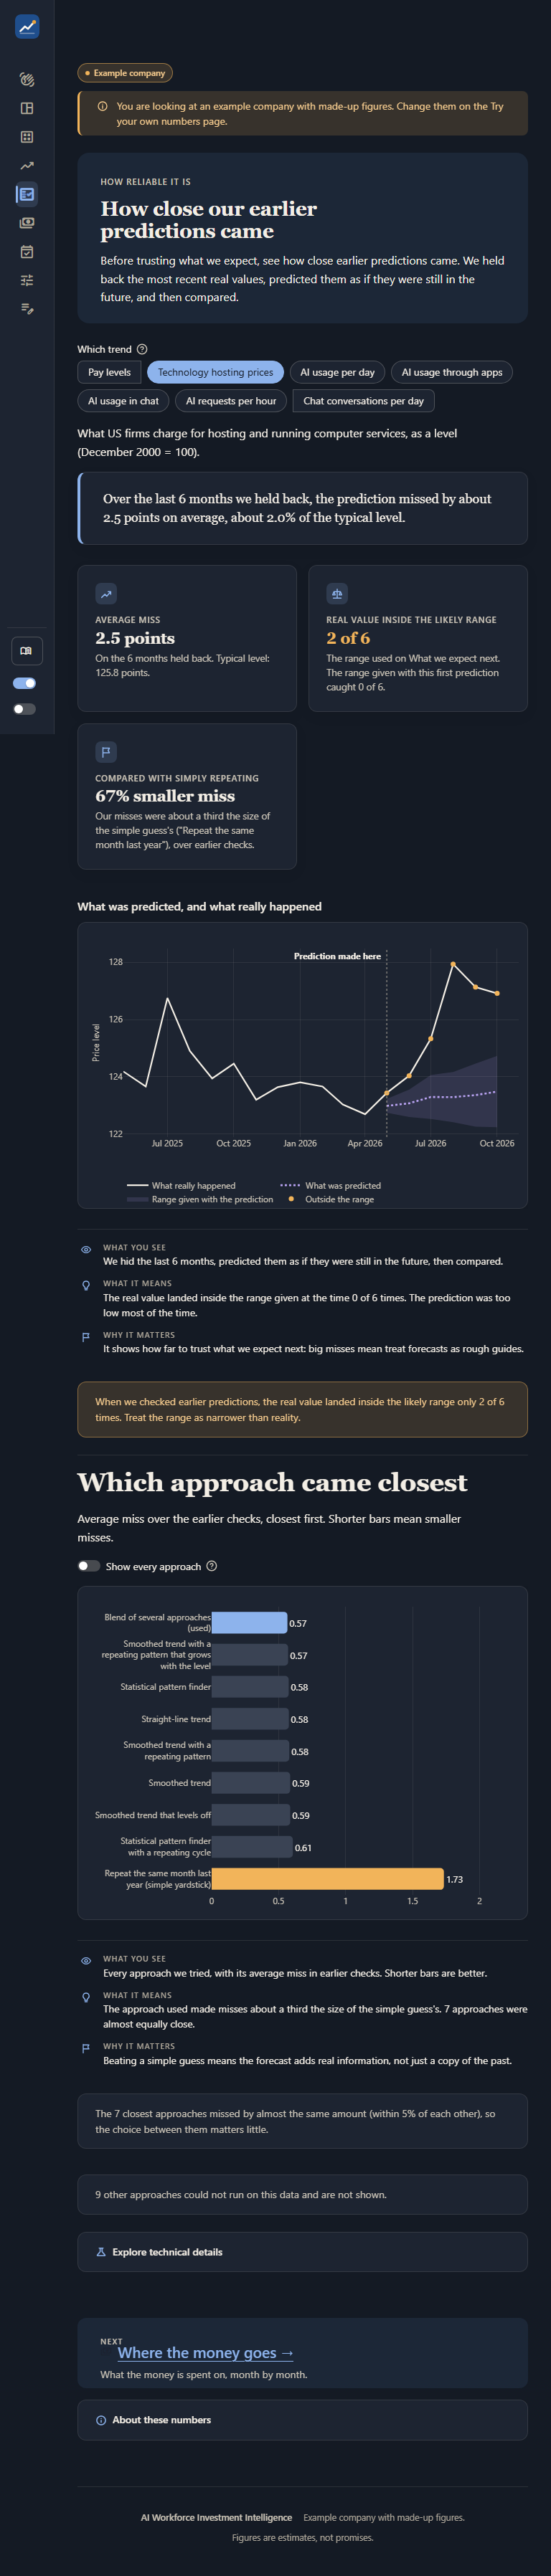 Example company
You are looking at an example company with made-up figures. Change them on the Try
your own numbers page.
HOW RELIABLE IT IS
How close our earlier
predictions came
Before trusting what we expect, see how close earlier predictions came. We held
back the most recent real values, predicted them as if they were still in the
future, and then compared.
Which trend
Pay levels
Technology hosting prices
AI usage per day
AI usage through apps
AI usage in chat
AI requests per hour
Chat conversations per day
What US firms charge for hosting and running computer services, as a level
(December 2000 = 100).
Over the last 6 months we held back, the prediction missed by about
2.5 points on average, about 2.0% of the typical level.
AVERAGE MISS
2.5 points
On the 6 months held back. Typical level:
125.8 points.
REAL VALUE INSIDE THE LIKELY RANGE
2 of 6
The range used on What we expect next.
The range given with this first prediction
caught 0 of 6.
COMPARED WITH SIMPLY REPEATING
67% smaller miss
Our misses were about a third the size of
the simple guess's ("Repeat the same
month last year"), over earlier checks.
What was predicted, and what really happened
Prediction made here
128
126
124
122
Price level
Jul 2025
Oct 2025
Jan 2026
Apr 2026
Jul 2026
Oct 2026
What really happened
What was predicted
Range given with the prediction
Outside the range
WHAT YOU SEE
We hid the last 6 months, predicted them as if they were still in the future, then compared.
WHAT IT MEANS
The real value landed inside the range given at the time 0 of 6 times. The prediction was too
low most of the time.
WHY IT MATTERS
It shows how far to trust what we expect next: big misses mean treat forecasts as rough guides.
When we checked earlier predictions, the real value landed inside the likely range only 2 of 6
times. Treat the range as narrower than reality.
Which approach came closest
Average miss over the earlier checks, closest first. Shorter bars mean smaller
misses.
Show every approach
Blend of several approaches
(used)
0.57
Smoothed trend with a
repeating pattern that grows
with the level
0.57
Statistical pattern finder
0.58
Straight-line trend
0.58
Smoothed trend with a
repeating pattern
0.58
Smoothed trend
0.59
Smoothed trend that levels off
0.59
Statistical pattern finder
with a repeating cycle
0.61
Repeat the same month last
year (simple yardstick)
1.73
0
0.5
1
1.5
2
WHAT YOU SEE
Every approach we tried, with its average miss in earlier checks. Shorter bars are better.
WHAT IT MEANS
The approach used made misses about a third the size of the simple guess's. 7 approaches were
almost equally close.
WHY IT MATTERS
Beating a simple guess means the forecast adds real information, not just a copy of the past.
The 7 closest approaches missed by almost the same amount (within 5% of each other), so
the choice between them matters little.
9 other approaches could not run on this data and are not shown.
Explore technical details
NEXT
Where the money goes →
What the money is spent on, month by month.
About these numbers
AI Workforce Investment Intelligence Example company with made-up figures.
Figures are estimates, not promises.